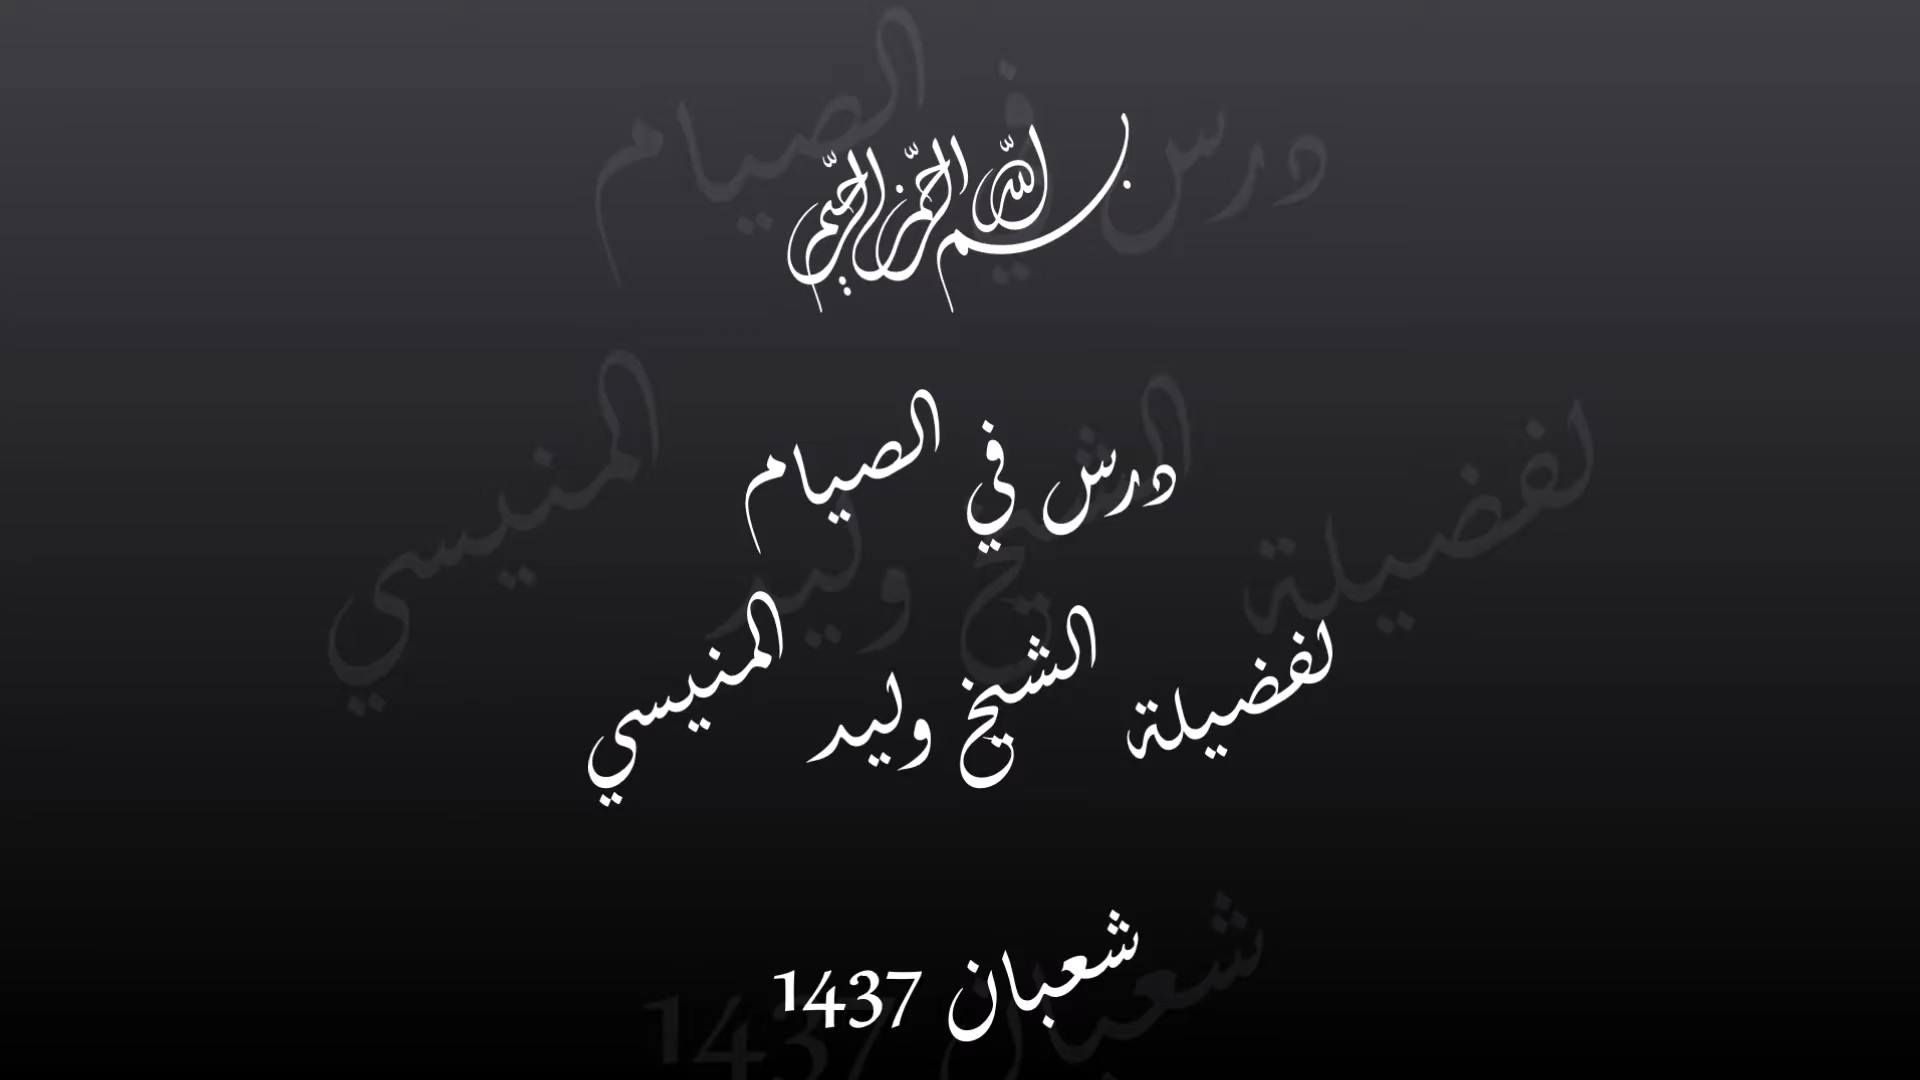 بسم الله الرحمن الرحيم
درس في الصيام
لفضيلة الشيخ وليد المنيسي
شعبان 1437